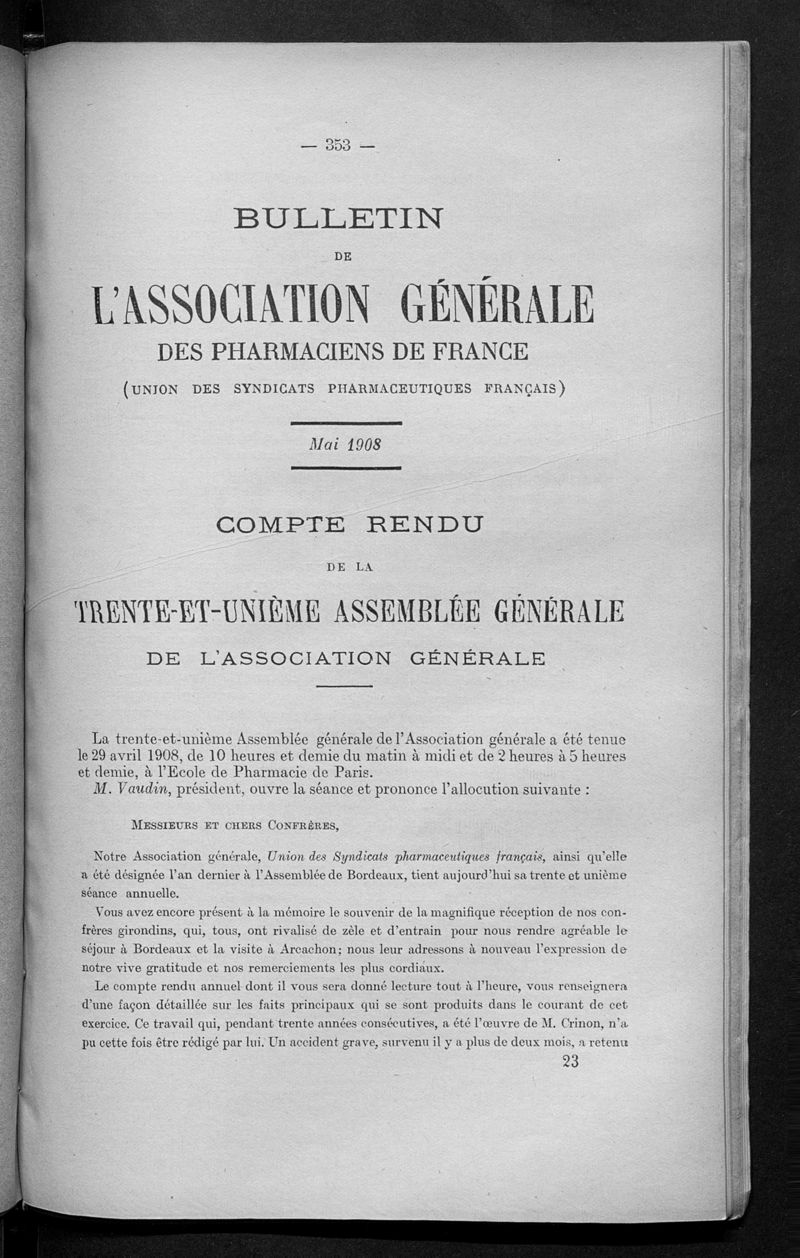 — 353 —
BULLETIN
DE
L'ASSOCIATION GÉNÉRALE
DES PHARMACIENS DE FRANCE
(UNION DES SYNDICATS PHARMACEUTIQUES FRANÇAIS)
Mai 1908
COMPTE RENDU
DE LA
TRENTE-ET-UNIÈME ASSEMBLÉE GÉNÉRALE
DE L'ASSOCIATION GÉNÉRALE
La trente-et-unième Assemblée générale de l'Association générale a été tenue
le 29 avril 1908, de 10 heures et demie du matin à midi et de 2 heures à 5 heures
et demie, à l'Ecole de Pharmacie de Paris.
M. Vaudin, président, ouvre la séance et prononce l'allocution suivante :
MESSIEURS ET CHERS CONFRÈRES,
Notre Association générale, Union des Syndicats pharmaceutiques français, ainsi qu'elle
a été désignée l'an dernier à l'Assemblée de Bordeaux, tient aujourd'hui sa trente et unième
séance annuelle.
Vous avez encore présent à la mémoire le souvenir de la magnifique réception de nos con-
frères girondins, qui, tous, ont rivalisé de zèle et d'entrain pour nous rendre agréable le
séjour à Bordeaux et la visite à Arcachon; nous leur adressons à nouveau l'expression de
notre vive gratitude et nos remerciements les plus cordiaux.
Le compte rendu annuel dont il vous sera donné lecture tout à l'heure, vous renseignera
d'une façon détaillée sur les faits principaux qui se sont produits dans le courant de cet
exercice. Ce travail qui, pendant trente années consécutives, a été l'œuvre de M. Crinon, n'a
pu cette fois être rédigé par lui. Un accident grave, survenu il y a plus de deux mois, a retenu
23